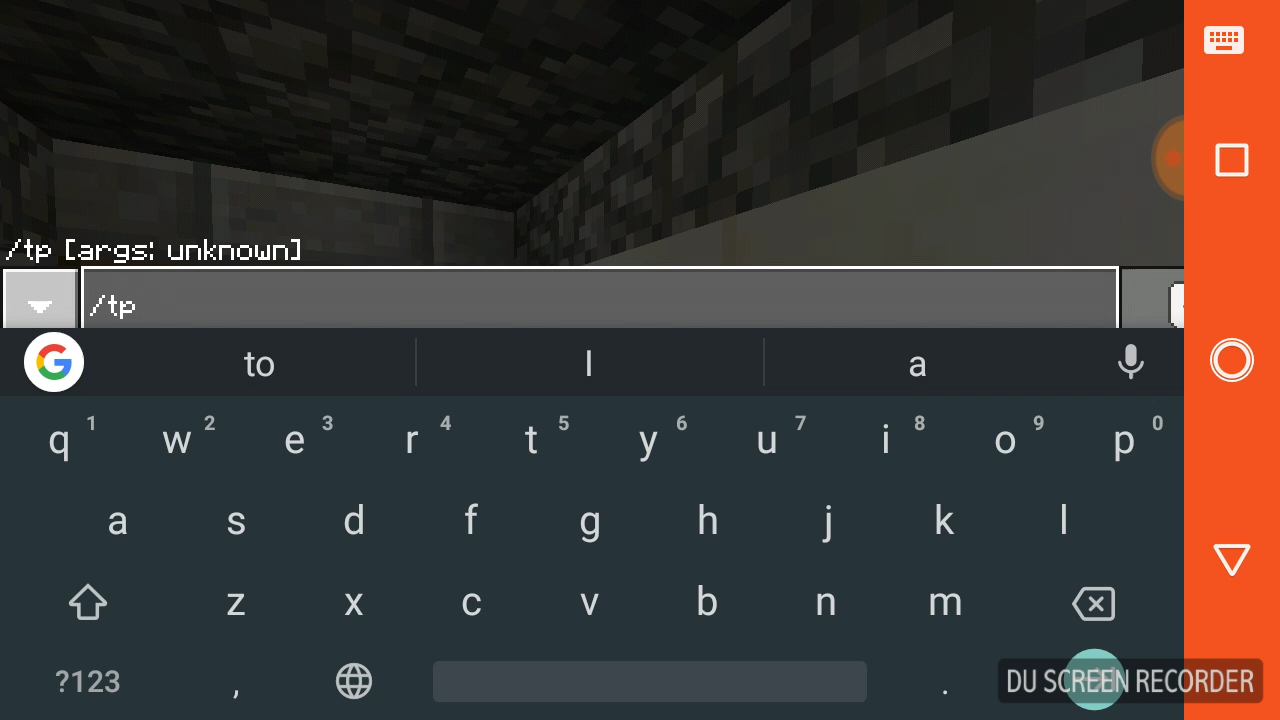 /tp [args: unknown]
/tp
to I a
q 1 w 2 e 3 r 4 t 5 y 6 u 7 i 8 o 9 p 0
a s d f g h j k l
z x c v b n m
?123 , .
DU SCREEN RECORDER